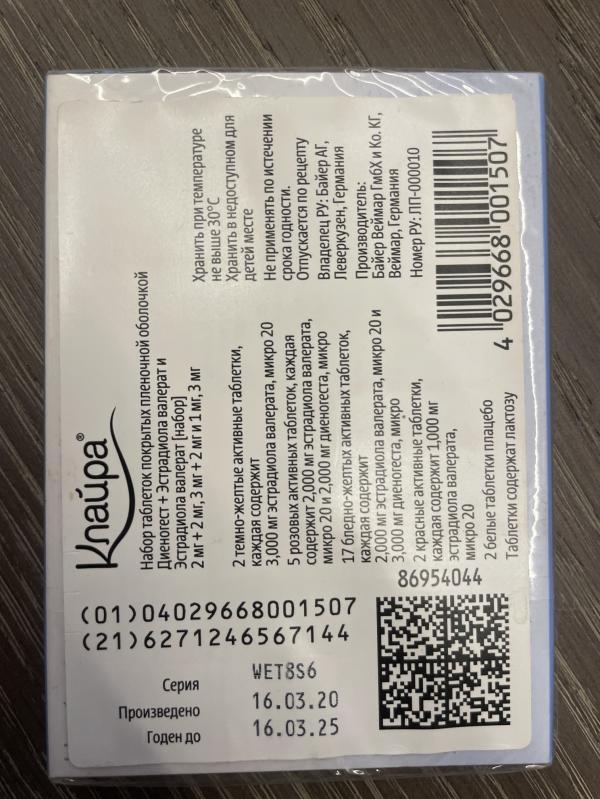 Клайра®
Набор таблеток покрытых пленочной оболочкой
Диеногест + Эстрадиола валерат и
Эстрадиола валерат [набор]
2 мг + 2 мг, 3 мг + 2 мг и 1 мг, 3 мг
2 темно-желтые активные таблетки,
каждая содержит
3,000 мг эстрадиола валерата, микро 20
5 розовых активных таблеток, каждая
содержит 2,000 мг эстрадиола валерата,
микро 20 и 2,000 мг диеногеста, микро
17 бледно-желтых активных таблеток,
каждая содержит
2,000 мг эстрадиола валерата, микро 20 и
3,000 мг диеногеста, микро
2 красные активные таблетки,
каждая содержит 1,000 мг
эстрадиола валерата,
микро 20
2 белые таблетки плацебо
Таблетки содержат лактозу
Хранить при температуре
не выше 30°C
Хранить в недоступном для
детей месте
Не применять по истечении
срока годности.
Отпускается по рецепту
Владелец РУ: Байер АГ,
Леверкузен, Германия
Производитель:
Байер Веймар ГмбХ и Ко. КГ,
Веймар, Германия
Номер РУ: ЛП-000010
4 029668 001507
86954044
(01)04029668001507
(21)6271246567144
Серия WET8S6
Произведено 16.03.20
Годен до 16.03.25